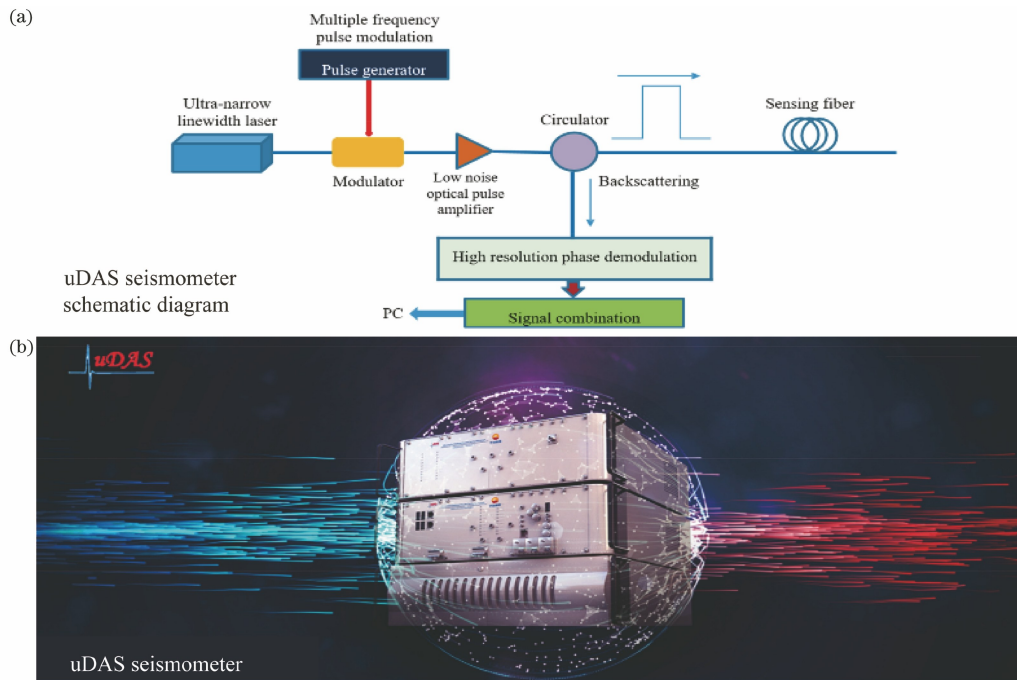 (a)
Multiple frequency
pulse modulation
Pulse generator
Ultra-narrow
linewidth laser
Modulator
Low noise
optical pulse
amplifier
Circulator
Sensing fiber
Backscattering
High resolution phase demodulation
Signal combination
PC
uDAS seismometer
schematic diagram
(b)
uDAS
uDAS seismometer